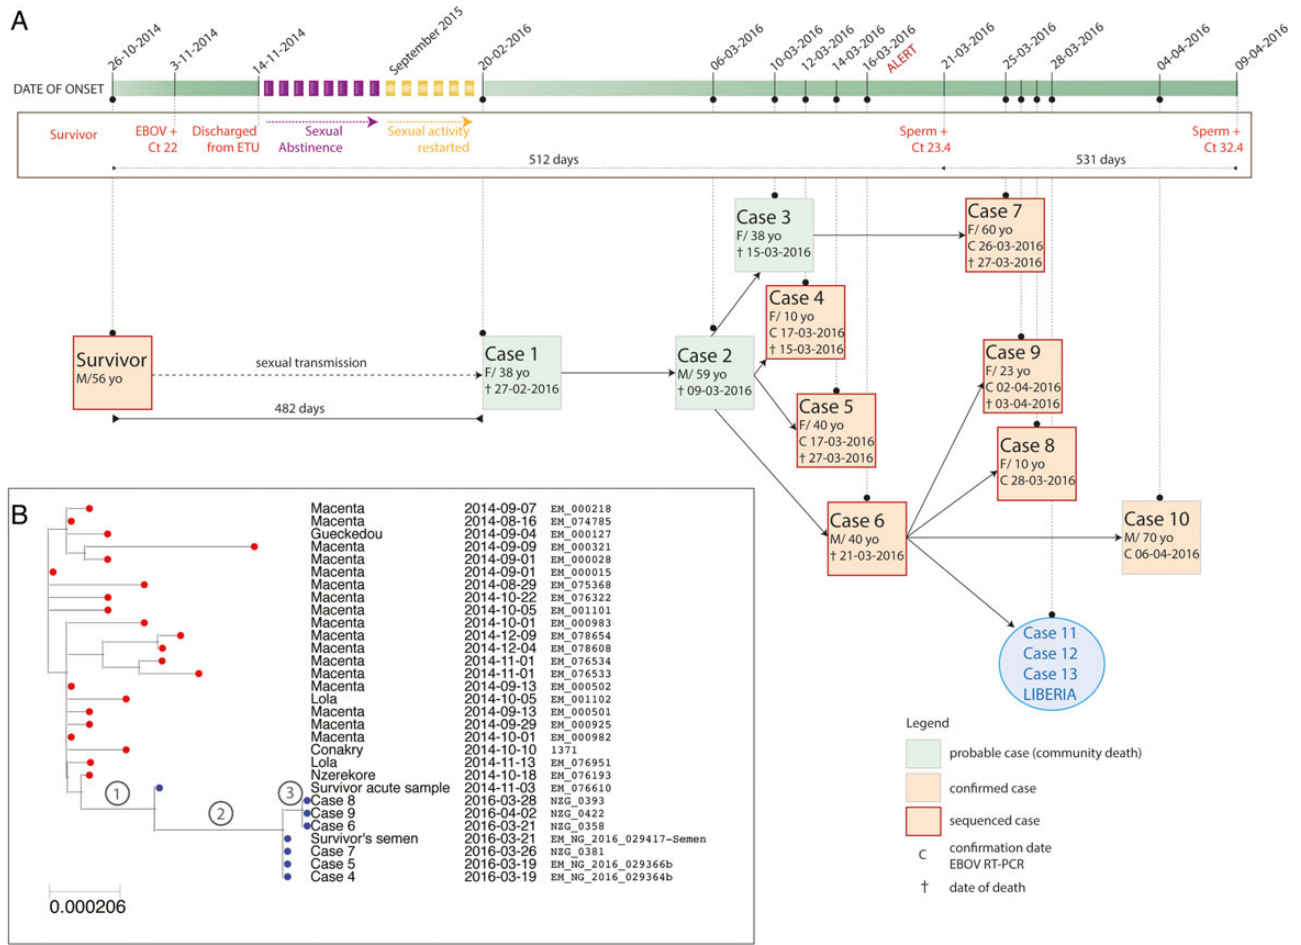 A
26-10-2014
3-11-2014
14-11-2014
September 2015
20-02-2016
06-03-2016
10-03-2016
12-03-2016
14-03-2016
16-03-2016
ALERT
21-03-2016
25-03-2016
28-03-2016
04-04-2016
09-04-2016
DATE OF ONSET
Survivor
EBOV +
Ct 22
Discharged
from ETU
Sexual
Abstinence
Sexual activity
restarted
Sperm +
Ct 23.4
Sperm +
Ct 32.4
512 days
531 days
Case 3
F/ 38 yo
† 15-03-2016
Case 7
F/ 60 yo
C 26-03-2016
† 27-03-2016
Case 4
F/ 10 yo
C 17-03-2016
† 15-03-2016
Survivor
M/56 yo
sexual transmission
482 days
Case 1
F/ 38 yo
† 27-02-2016
Case 2
M/ 59 yo
† 09-03-2016
Case 9
F/ 23 yo
C 02-04-2016
† 03-04-2016
Case 5
F/ 40 yo
C 17-03-2016
† 27-03-2016
Case 8
F/ 10 yo
C 28-03-2016
Case 6
M/ 40 yo
† 21-03-2016
Case 10
M/ 70 yo
C 06-04-2016
Case 11
Case 12
Case 13
LIBERIA
Legend
probable case (community death)
confirmed case
sequenced case
C confirmation date
EBOV RT-PCR
† date of death
B
Macenta 2014-09-07 EM_000218
Macenta 2014-08-16 EM_074785
Gueckedou 2014-09-04 EM_000127
Macenta 2014-09-09 EM_000321
Macenta 2014-09-01 EM_000028
Macenta 2014-09-01 EM_000015
Macenta 2014-08-29 EM_075368
Macenta 2014-10-22 EM_076322
Macenta 2014-10-05 EM_001101
Macenta 2014-10-01 EM_000983
Macenta 2014-12-09 EM_078654
Macenta 2014-12-04 EM_078608
Macenta 2014-11-01 EM_076534
Macenta 2014-11-01 EM_076533
Macenta 2014-09-13 EM_000502
Lola 2014-10-05 EM_001102
Macenta 2014-09-13 EM_000501
Macenta 2014-09-29 EM_000925
Macenta 2014-10-01 EM_000982
Conakry 2014-10-10 1371
Lola 2014-11-13 EM_076951
Nzerekore 2014-10-18 EM_076193
Survivor acute sample 2014-11-03 EM_076610
Case 8 2016-03-28 NZG_0393
Case 9 2016-04-02 NZG_0422
Case 6 2016-03-21 NZG_0358
Survivor's semen 2016-03-21 EM_NG_2016_029417-Semen
Case 7 2016-03-26 NZG_0381
Case 5 2016-03-19 EM_NG_2016_029366b
Case 4 2016-03-19 EM_NG_2016_029364b
1
2
3
0.000206